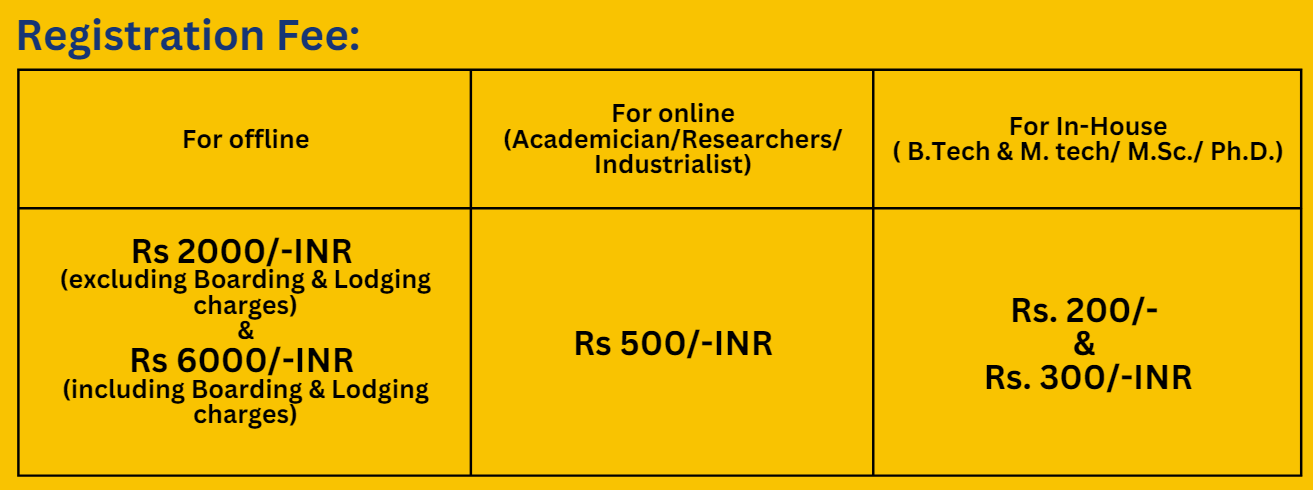 Registration Fee:
For offline
For online
(Academician/Researchers/
Industrialist)
For In-House
( B.Tech & M. tech/ M.Sc./ Ph.D.)
Rs 2000/-INR
(excluding Boarding & Lodging
charges)
&
Rs 6000/-INR
(including Boarding & Lodging
charges)
Rs 500/-INR
Rs. 200/-
&
Rs. 300/-INR